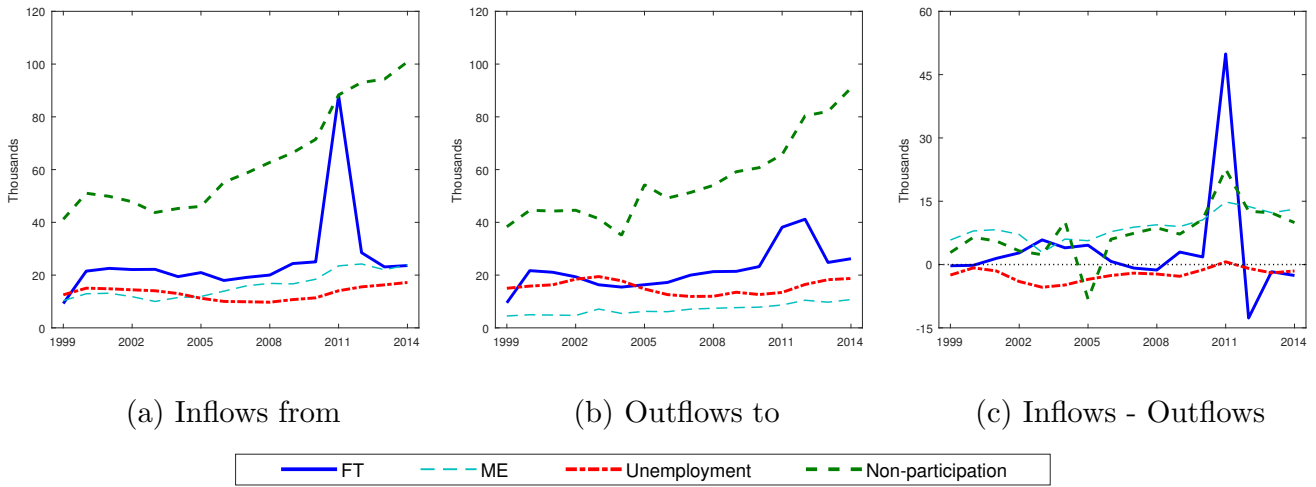 120
100
80
60
40
20
0
Thousands
1999 2002 2005 2008 2011 2014
120
100
80
60
40
20
0
Thousands
1999 2002 2005 2008 2011 2014
60
45
30
15
0
-15
Thousands
1999 2002 2005 2008 2011 2014
(a) Inflows from
(b) Outflows to
(c) Inflows - Outflows
FT ME Unemployment Non-participation